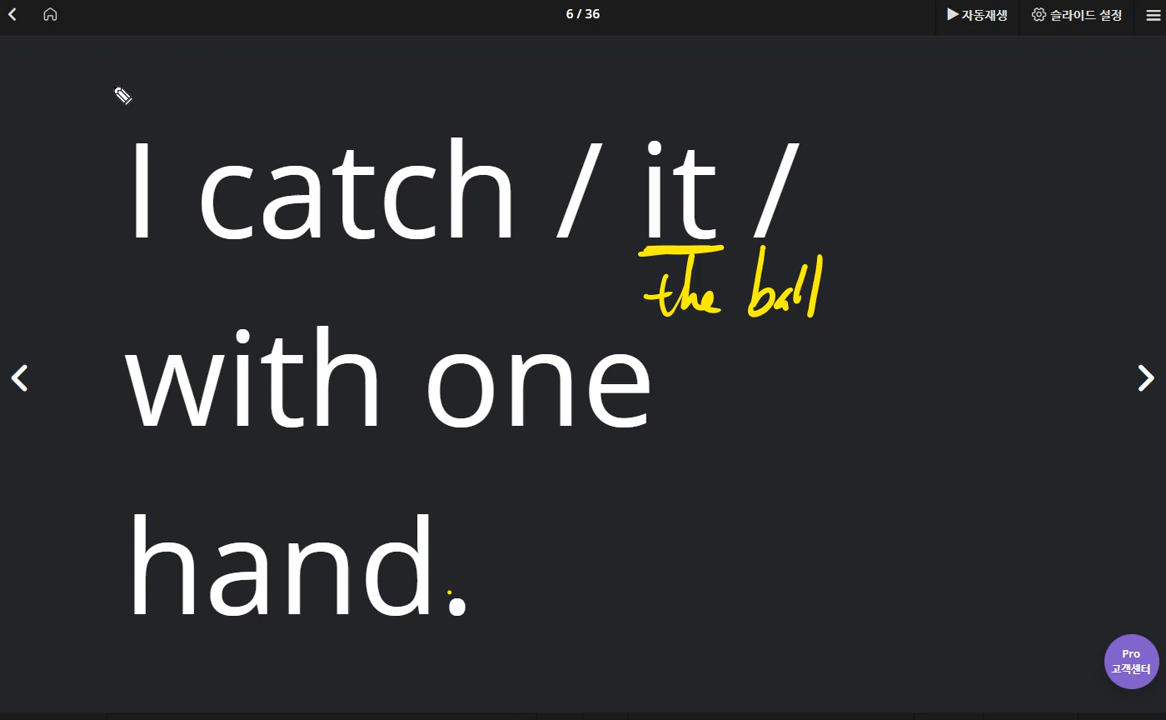 6 / 36
자동재생
슬라이드 설정
I catch / it /
the ball
with one
hand.
Pro
고객센터